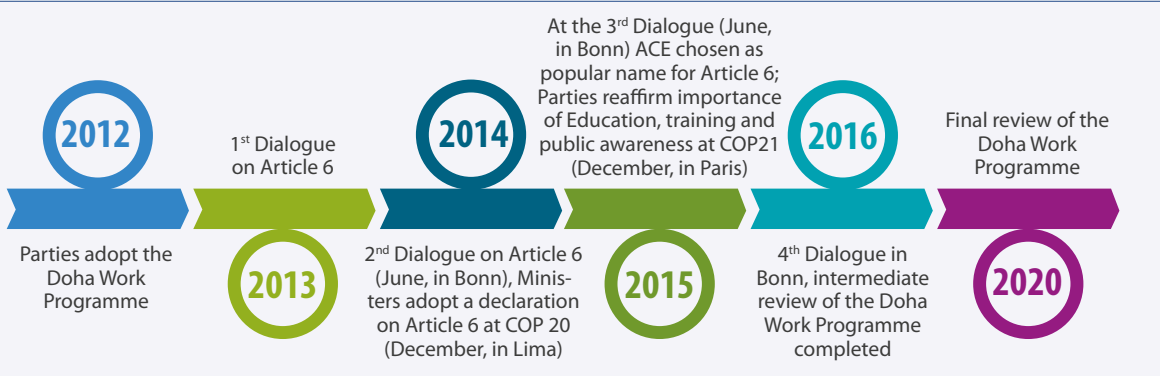 2012
Parties adopt the
Doha Work
Programme
1st Dialogue
on Article 6
2013
2014
2nd Dialogue on Article 6
(June, in Bonn), Minis-
ters adopt a declaration
on Article 6 at COP 20
(December, in Lima)
At the 3rd Dialogue (June,
in Bonn) ACE chosen as
popular name for Article 6;
Parties reaffirm importance
of Education, training and
public awareness at COP21
(December, in Paris)
2015
2016
4th Dialogue in
Bonn, intermediate
review of the Doha
Work Programme
completed
Final review of the
Doha Work
Programme
2020